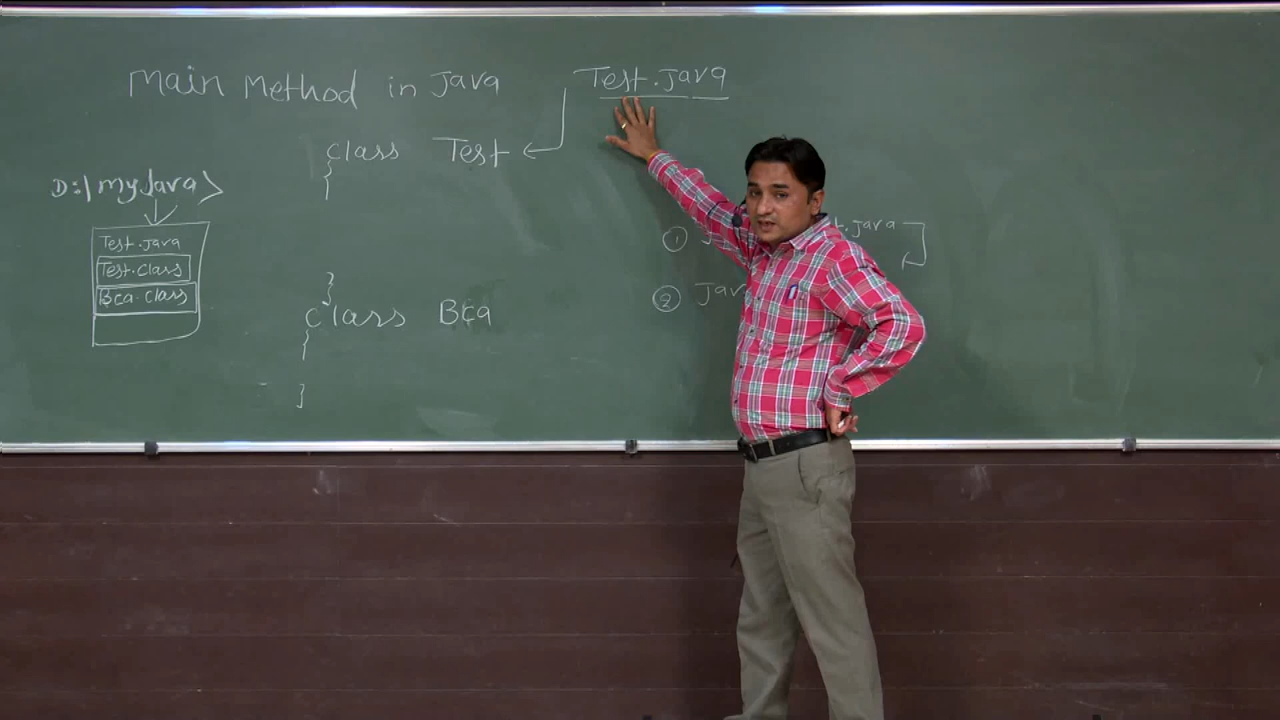 Main Method in Java
Test.java
class Test
{
}
class Bca
{
}
D:\myJava>
Test.java
Test.class
Bca.class
①
.java
② Jav